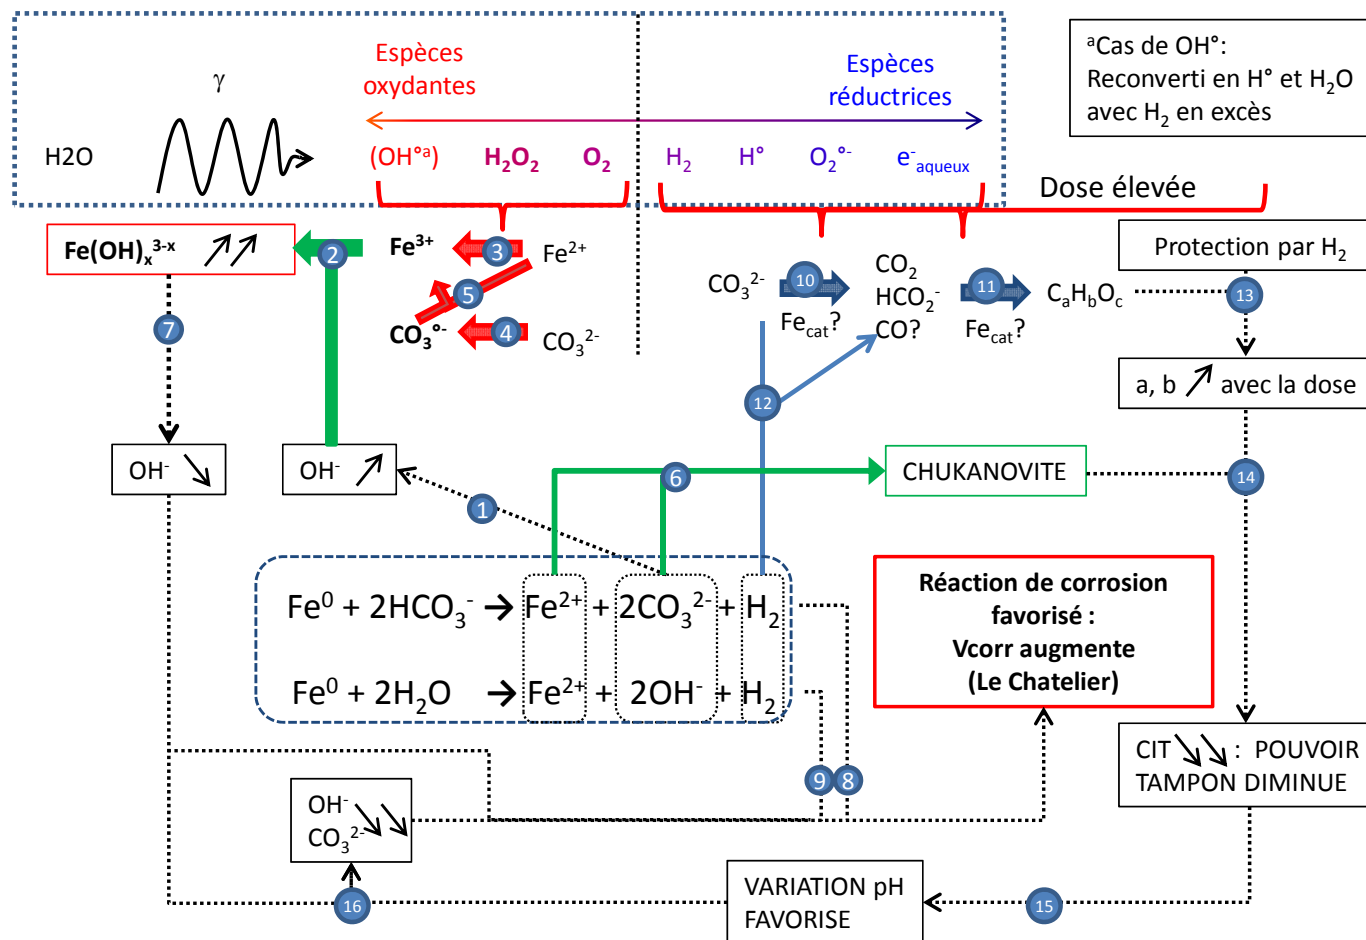 γ
Espèces
oxydantes
Espèces
réductrices
ᵃCas de OH°:
Reconverti en H° et H₂O
avec H₂ en excès
H2O
(OH°ᵃ) H₂O₂ O₂ H₂ H° O₂°⁻ e⁻aqueux
Dose élevée
Fe(OH)ₓ³⁻ˣ
2
Fe³⁺
3
Fe²⁺
5
CO₃°⁻
4
CO₃²⁻
CO₃²⁻
10
Fecat?
CO₂
HCO₂⁻
CO?
11
Fecat?
CaHbOc
Protection par H₂
13
7
12
a, b avec la dose
OH⁻
OH⁻
1
6
CHUKANOVITE
14
Fe⁰ + 2HCO₃⁻ → Fe²⁺ + 2CO₃²⁻ + H₂
Fe⁰ + 2H₂O → Fe²⁺ + 2OH⁻ + H₂
Réaction de corrosion
favorisé :
Vcorr augmente
(Le Chatelier)
9
8
CIT : POUVOIR
TAMPON DIMINUE
OH⁻
CO₃²⁻
16
VARIATION pH
FAVORISE
15